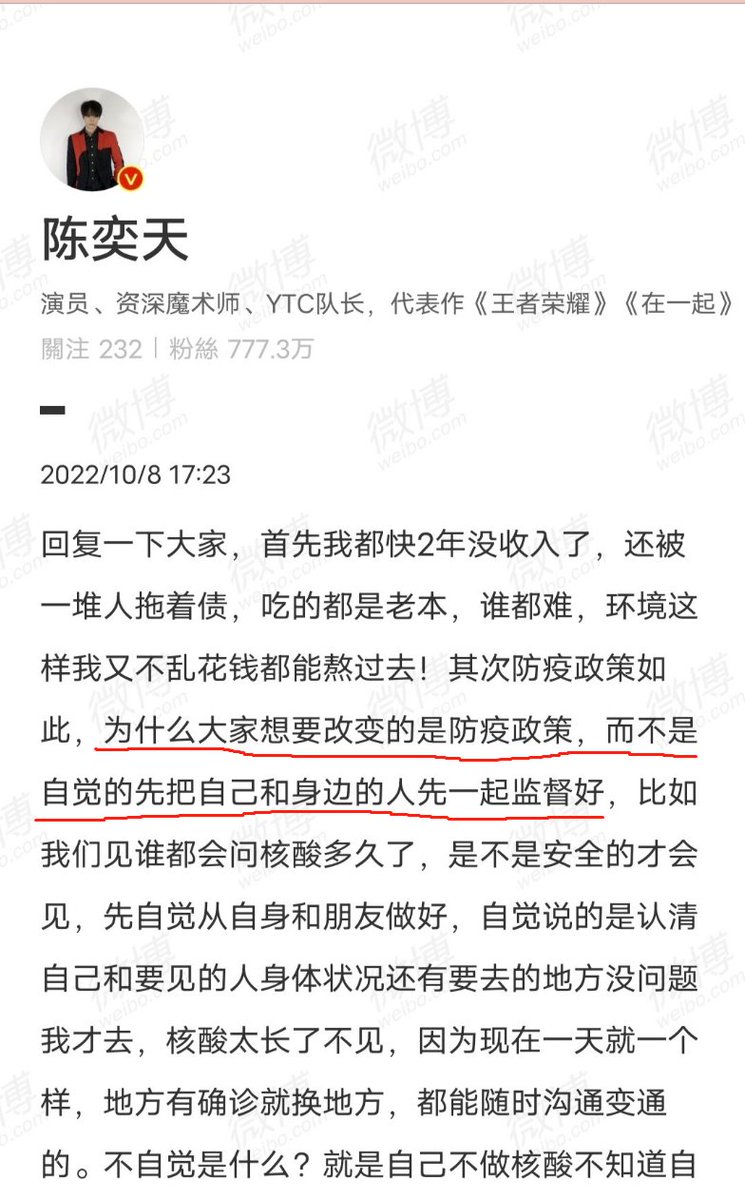 陈奕天
演员、资深魔术师、YTC队长，代表作《王者荣耀》《在一起》
關注 232 | 粉絲 777.3万
2022/10/8 17:23
回复一下大家，首先我都快2年没收入了，还被
一堆人拖着债，吃的都是老本，谁都难，环境这
样我又不乱花钱都能熬过去！其次防疫政策如
此，为什么大家想要改变的是防疫政策，而不是
自觉的先把自己和身边的人先一起监督好，比如
我们见谁都会问核酸多久了，是不是安全的才会
见，先自觉从自身和朋友做好，自觉说的是认清
自己和要见的人身体状况还有要去的地方没问题
我才去，核酸太长了不见，因为现在一天就一个
样，地方有确诊就换地方，都能随时沟通变通
的。不自觉是什么？就是自己不做核酸不知道自
微博
weibo.com